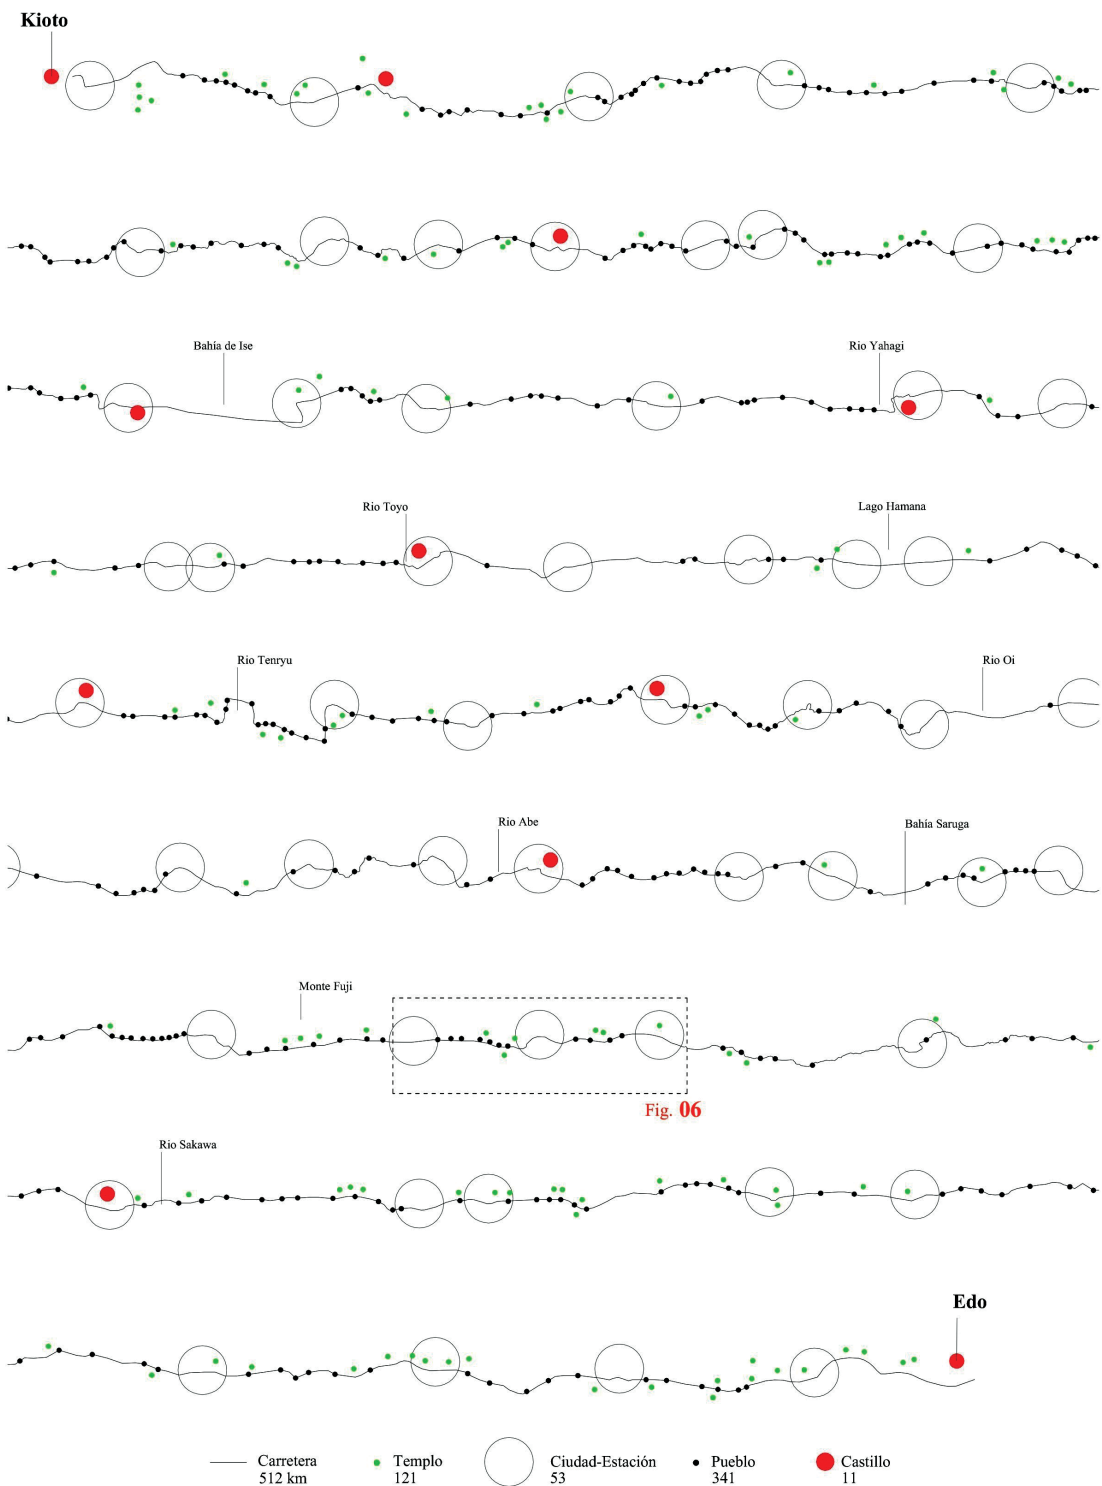 Kioto
Bahía de Ise
Rio Yahagi
Rio Toyo
Lago Hamana
Rio Tenryu
Rio Oi
Rio Abe
Bahía Saruga
Monte Fuji
Fig. 06
Rio Sakawa
Edo
Carretera
512 km
Templo
121
Ciudad-Estación
53
Pueblo
341
Castillo
11